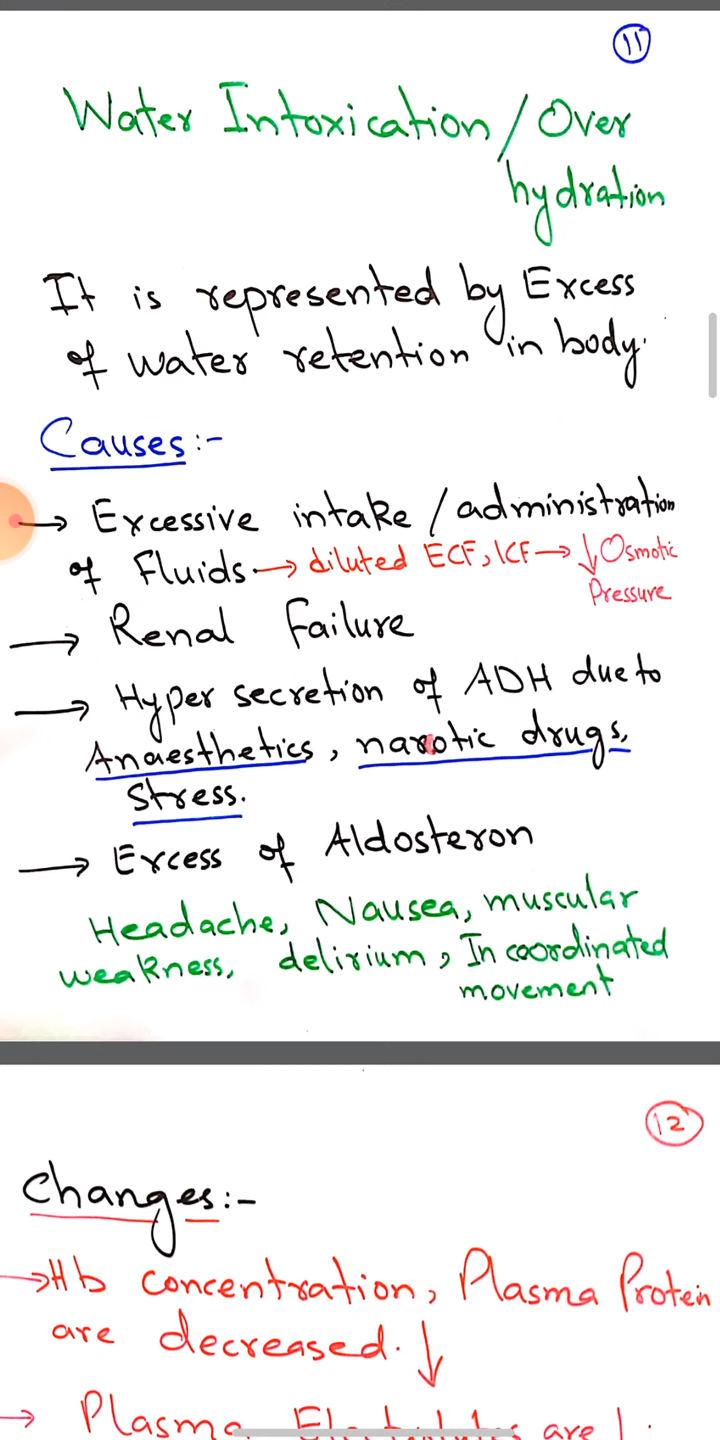 11
Water Intoxication / Over
hydration
It is represented by Excess
of water retention in body.
Causes :-
→ Excessive intake / administration
of Fluids. → diluted ECF, ICF → ↓ Osmotic
Pressure
→ Renal Failure
→ Hyper secretion of ADH due to
Anaesthetics, narcotic drugs,
Stress.
→ Excess of Aldosteron
Headache, Nausea, muscular
weakness, delirium, In coordinated
movement
12
Changes :-
→ Hb concentration, Plasma Protein
are decreased. ↓
→ Plasma are